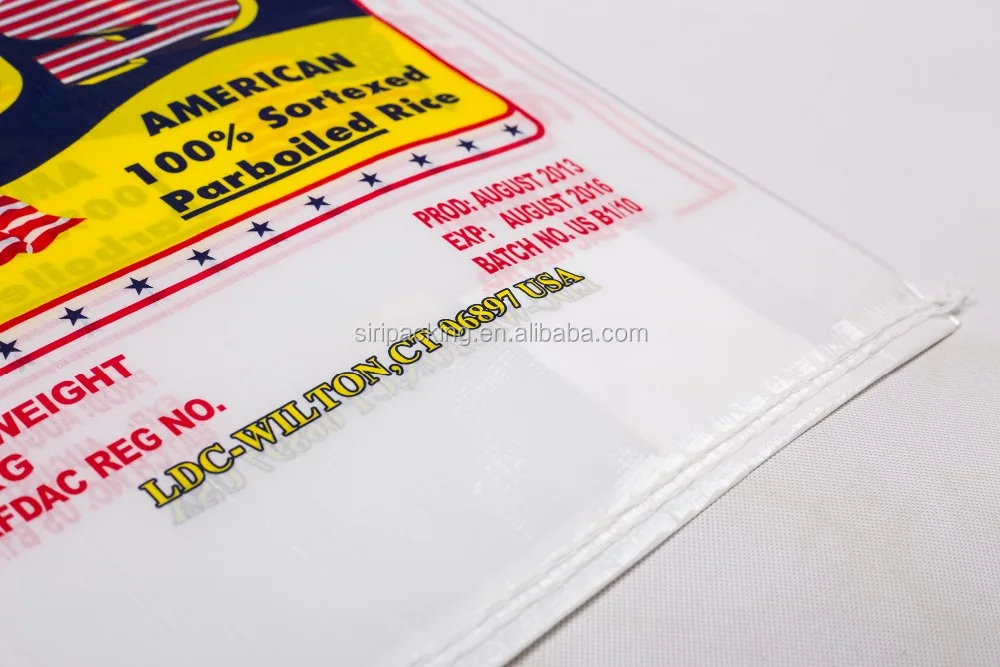 AMERICAN
100% Sortexed
Parboiled Rice
PROD: AUGUST 2013
EXP: AUGUST 2016
BATCH NO. US B1/10
LDC-WILTON,CT 06897 USA
siripacking.en.alibaba.com
WEIGHT
G
FDAC REG NO.